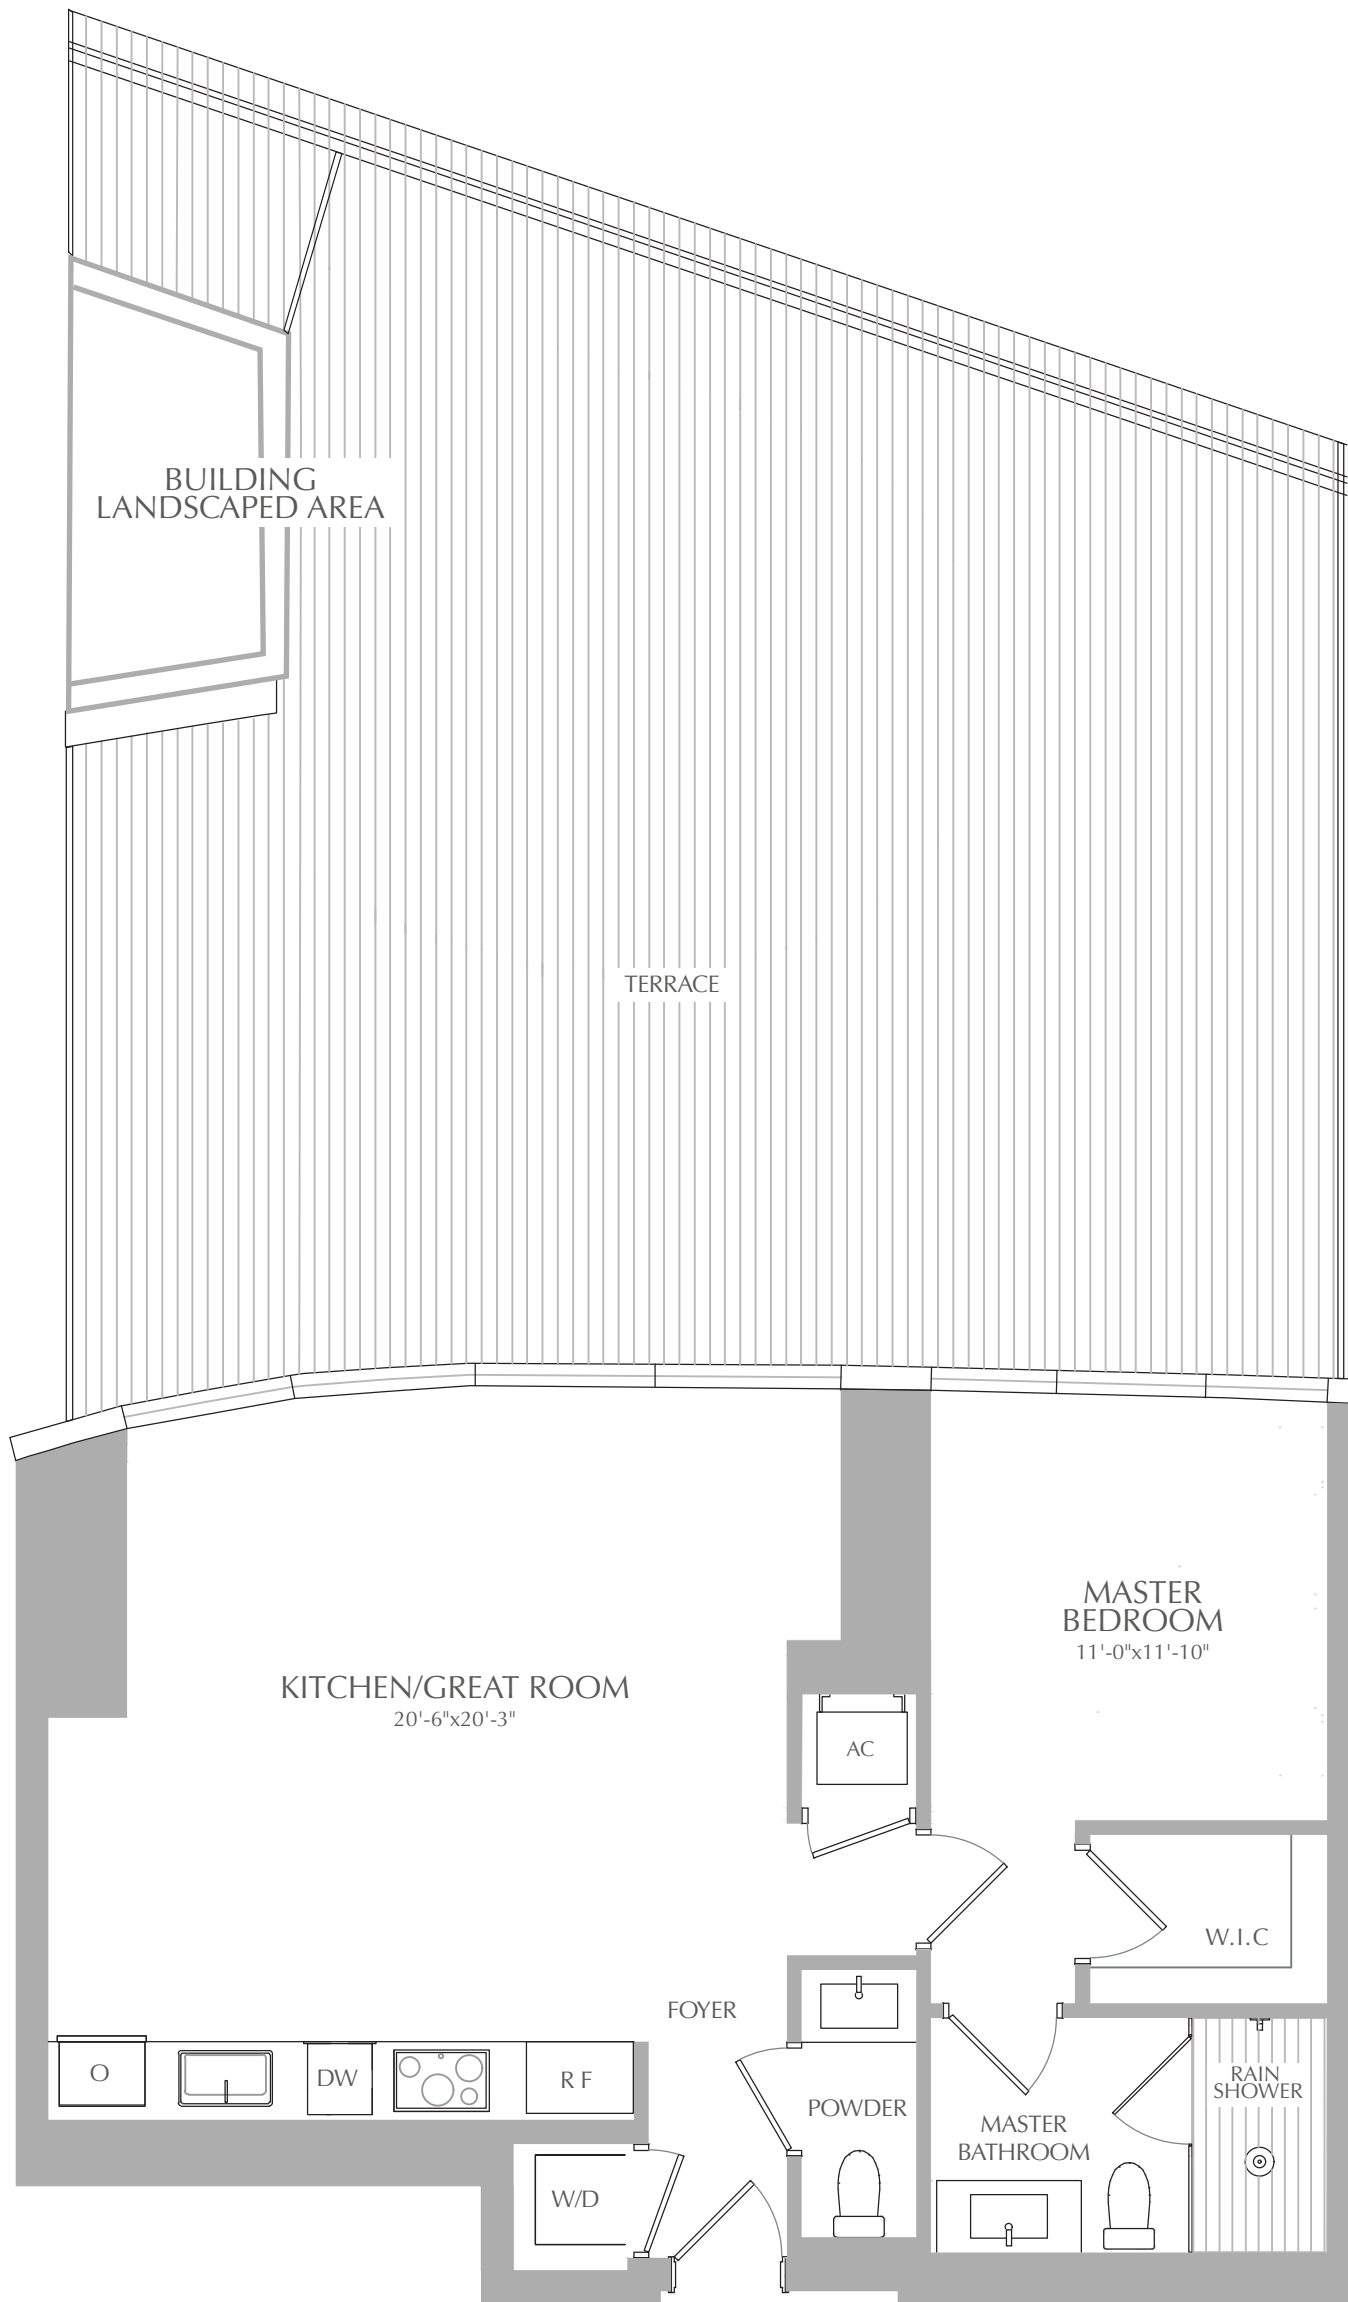 BUILDING
LANDSCAPED AREA
TERRACE
MASTER
BEDROOM
11'-0"x11'-10"
KITCHEN/GREAT ROOM
20'-6"x20'-3"
AC
W.I.C
FOYER
O
DW
R F
POWDER
RAIN
SHOWER
MASTER
BATHROOM
W/D